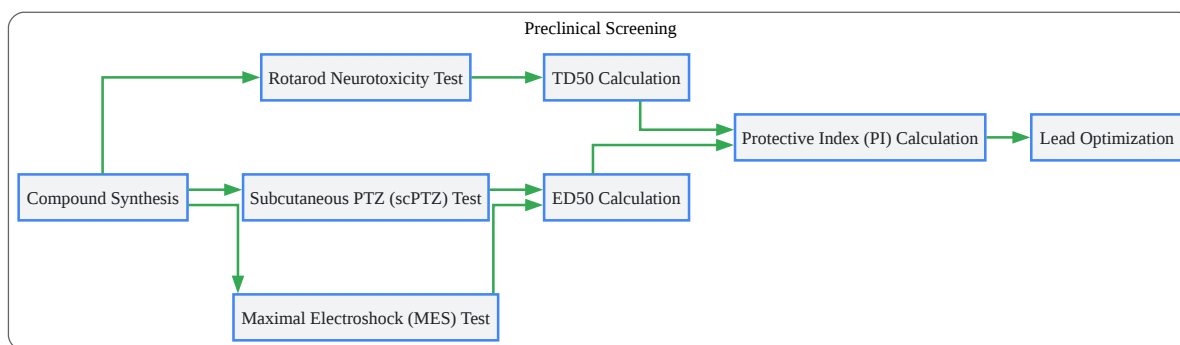 Preclinical Screening
Rotarod Neurotoxicity Test
TD50 Calculation
Protective Index (PI) Calculation
Lead Optimization
Compound Synthesis
Subcutaneous PTZ (scPTZ) Test
ED50 Calculation
Maximal Electroshock (MES) Test